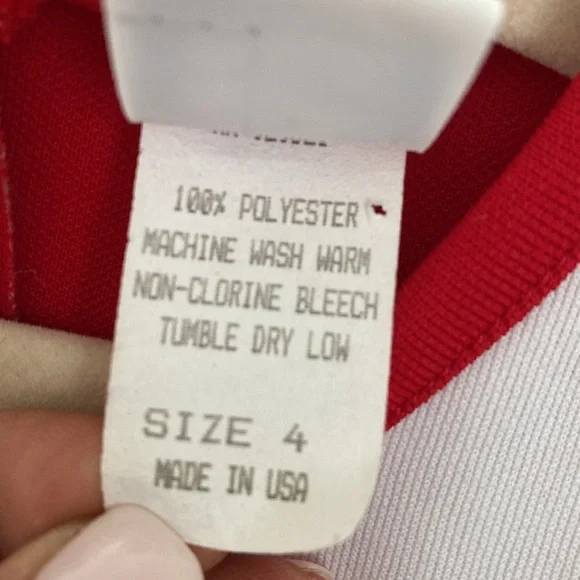 100% POLYESTER
MACHINE WASH WARM
NON-CLORINE BLEECH
TUMBLE DRY LOW
SIZE 4
MADE IN USA